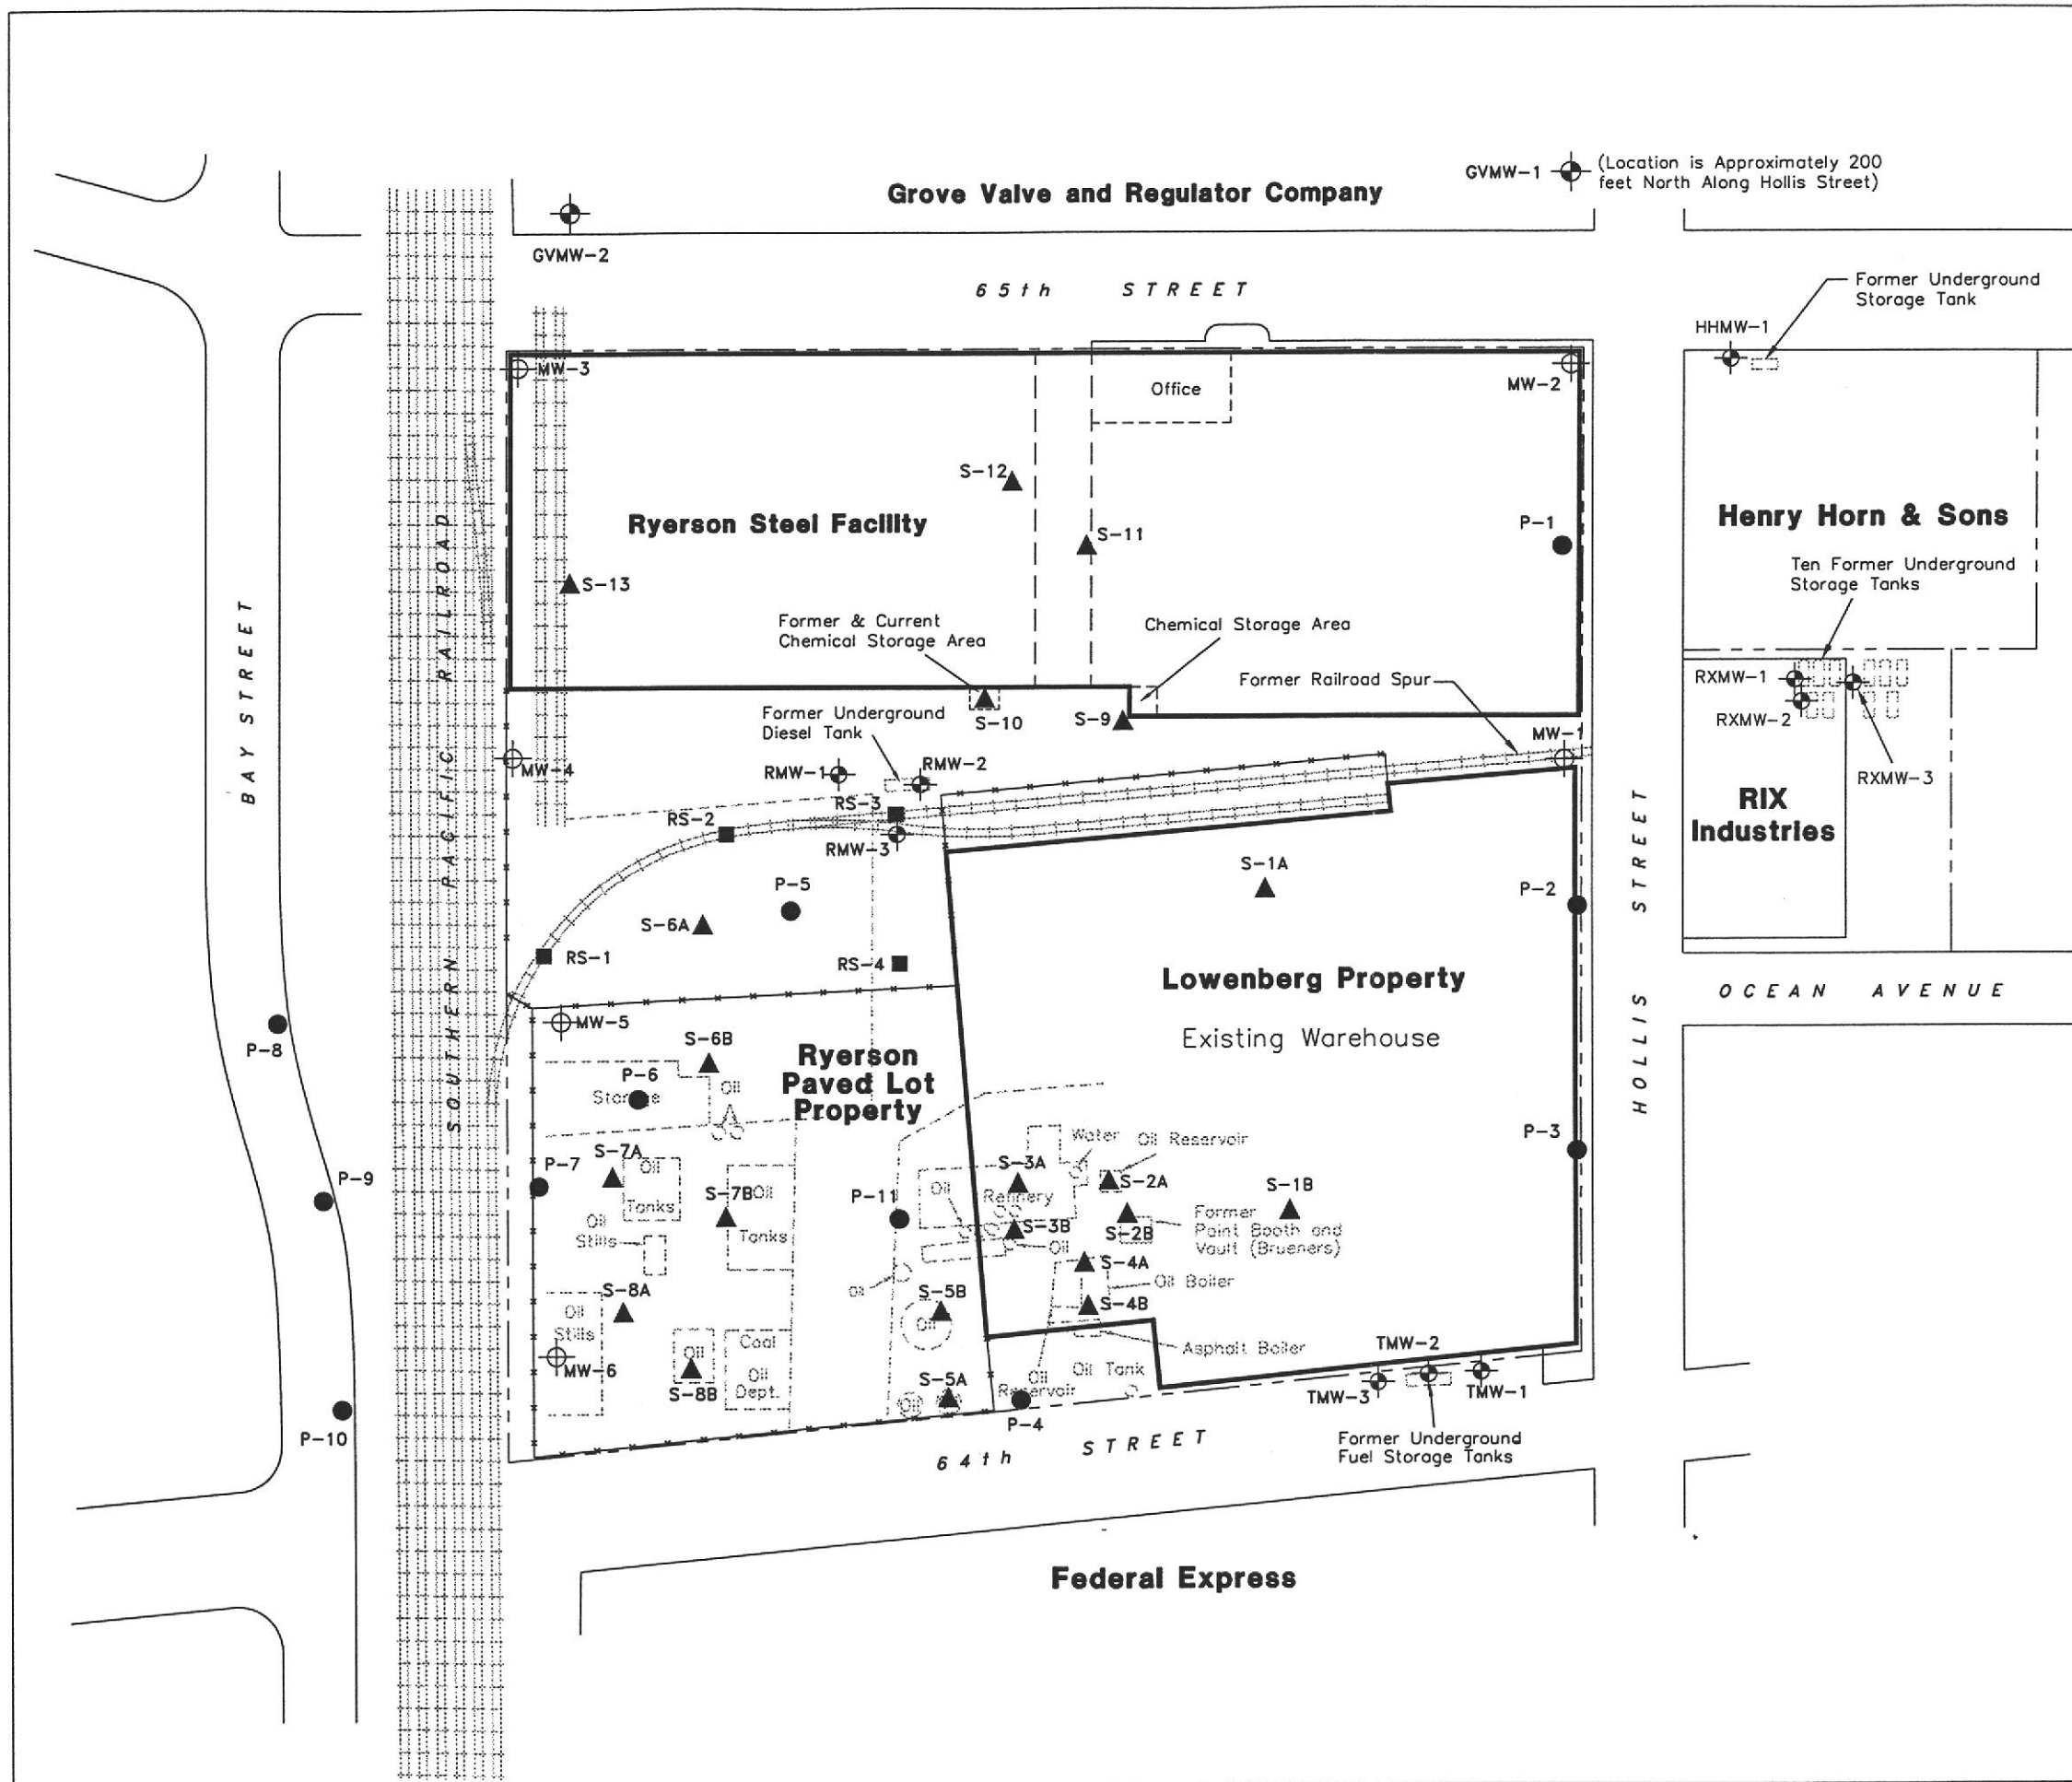 GVMW-1
(Location is Approximately 200
feet North Along Hollis Street)
Grove Valve and Regulator Company
GVMW-2
65th STREET
Former Underground
Storage Tank
HHMW-1
MW-3
MW-2
Office
S-12
Ryerson Steel Facility
S-11
P-1
Henry Horn & Sons
S-13
Ten Former Underground
Storage Tanks
Former & Current
Chemical Storage Area
Chemical Storage Area
Former Railroad Spur
RXMW-1
RXMW-2
RXMW-3
S-10
S-9
Former Underground
Diesel Tank
MW-1
MW-4
RMW-1
RMW-2
RS-3
RS-2
RMW-3
RIX
Industries
BAY STREET
SOUTHERN PACIFIC RAILROAD
HOLLIS STREET
S-1A
P-5
P-2
S-6A
RS-1
RS-4
Lowenberg Property
Existing Warehouse
OCEAN AVENUE
MW-5
P-8
S-6B
Ryerson
Paved Lot
Property
P-6
Storage
Oil
P-3
Water
Oil Reservoir
S-7A
Oil
Tanks
P-7
P-9
S-7B
Oil
Tanks
Oil
Stills
P-11
Oil
S-3A
Refinery
S-2A
S-1B
S-3B
Oil
S-2B
Former
Paint Booth and
Vault (Brueners)
S-4A
Oil Boiler
Oil
S-8A
S-5B
Oil
S-4B
Oil
Stills
Coal
Oil
Dept.
Asphalt Boiler
TMW-2
MW-6
Oil
S-8B
S-5A
Oil
Oil
Reservoir
Oil Tank
TMW-3
TMW-1
P-10
P-4
64th STREET
Former Underground
Fuel Storage Tanks
Federal Express